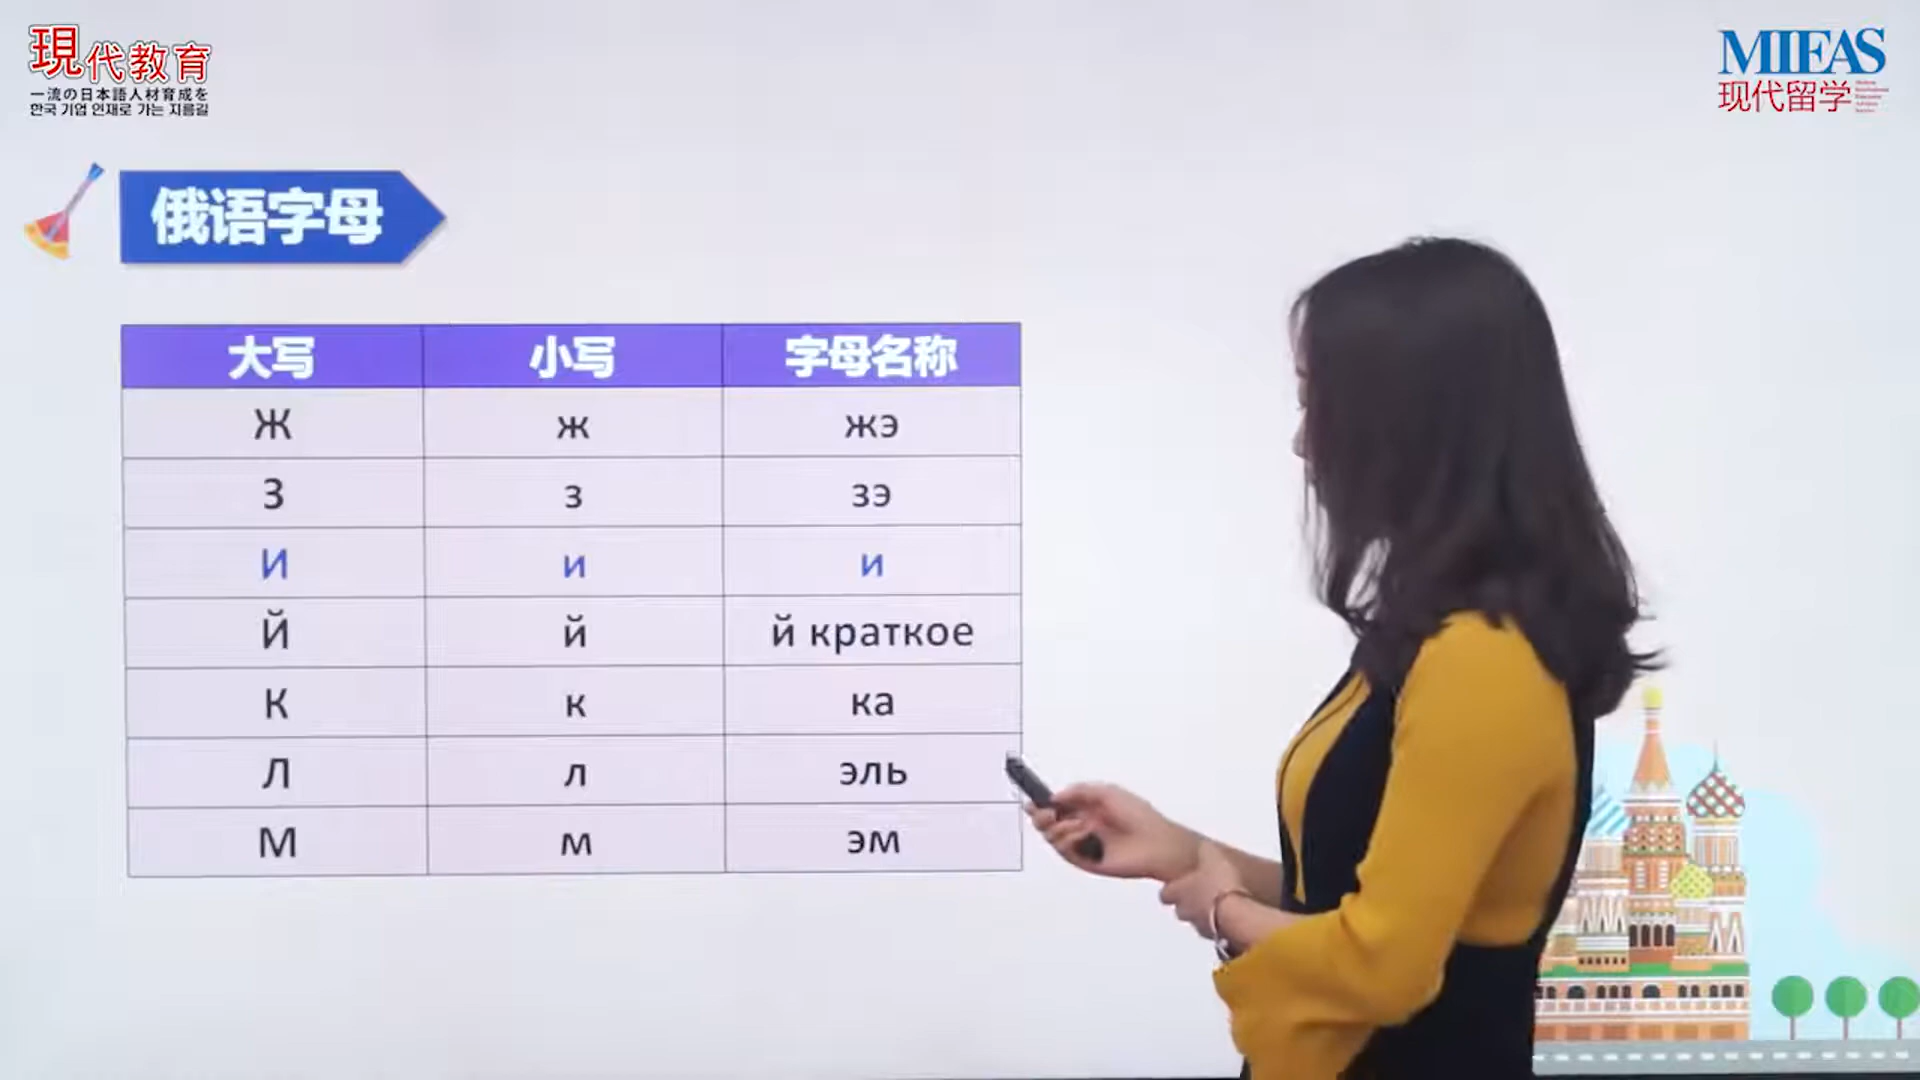 現代教育
一流の日本語人材育成を
한국 기업 인재로 가는 지름길
MIEAS
现代留学
俄语字母
大写 小写 字母名称
Ж ж жэ
З з зэ
И и и
Й й й краткое
К к ка
Л л эль
М м эм